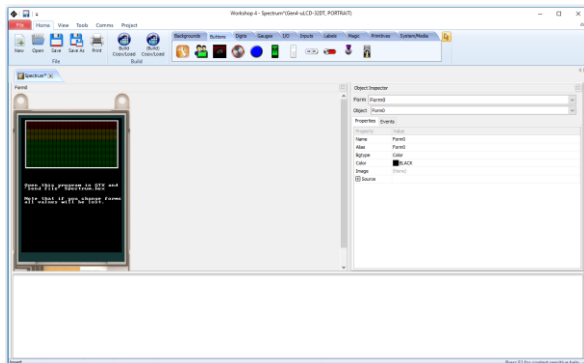 Workshop 4 - Spectrum*(Gen4-uLCD-32DT, PORTRAIT)
File Home View Tools Comms Project
New Open Save Save As Print
File
(Build) Copy/Load (Build) Copy/Load
Build
Backgrounds Buttons Digits Gauges I/O Inputs Labels Magic Primitives System/Media
Spectrum*
Form0
Open this program in GTX and
Note that if you change forms
all values will be lost.
Object Inspector
Form Form0
Object Form0
Properties Events
Property Value
Name Form0
Alias Form0
Bgtype Color
Color BLACK
Image (None)
Source